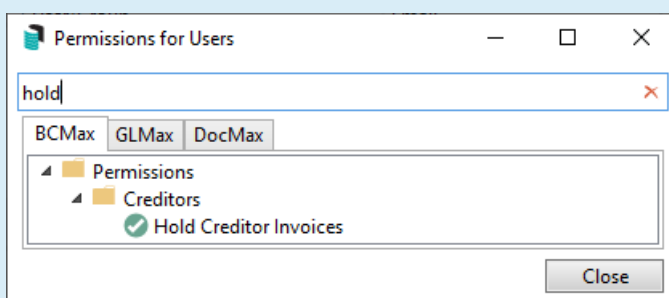 Permissions for Users
hold
BCMax GLMax DocMax
Permissions
Creditors
Hold Creditor Invoices
Close